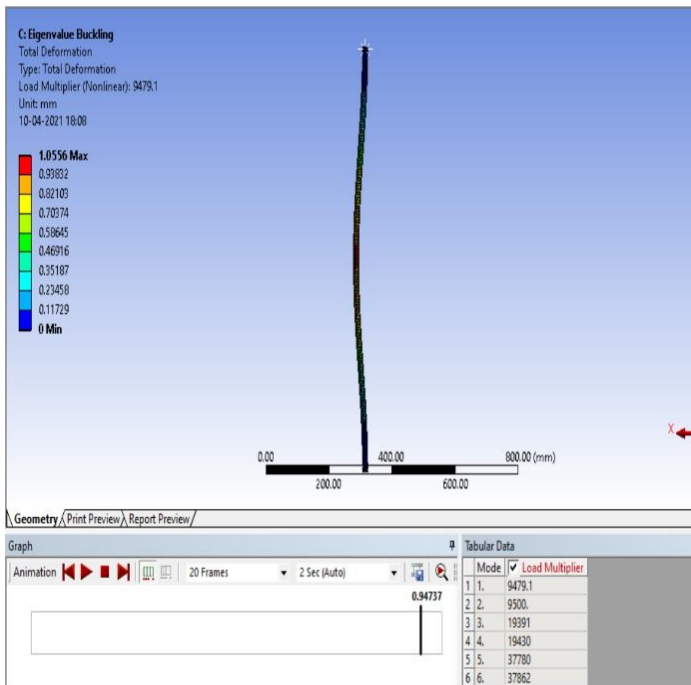 C: Eigenvalue Buckling
Total Deformation
Type: Total Deformation
Load Multiplier (Nonlinear): 9479.1
Unit: mm
10-04-2021 18:08
1.0556 Max
0.93832
0.82103
0.70374
0.58645
0.46916
0.35187
0.23458
0.11729
0 Min
X
0.00 400.00 800.00 (mm)
200.00 600.00
Geometry Print Preview Report Preview
Graph
Animation 20 Frames 2 Sec (Auto)
0.94737
Tabular Data
Mode Load Multiplier
1 1. 9479.1
2 2. 9500.
3 3. 19391
4 4. 19430
5 5. 37780
6 6. 37862